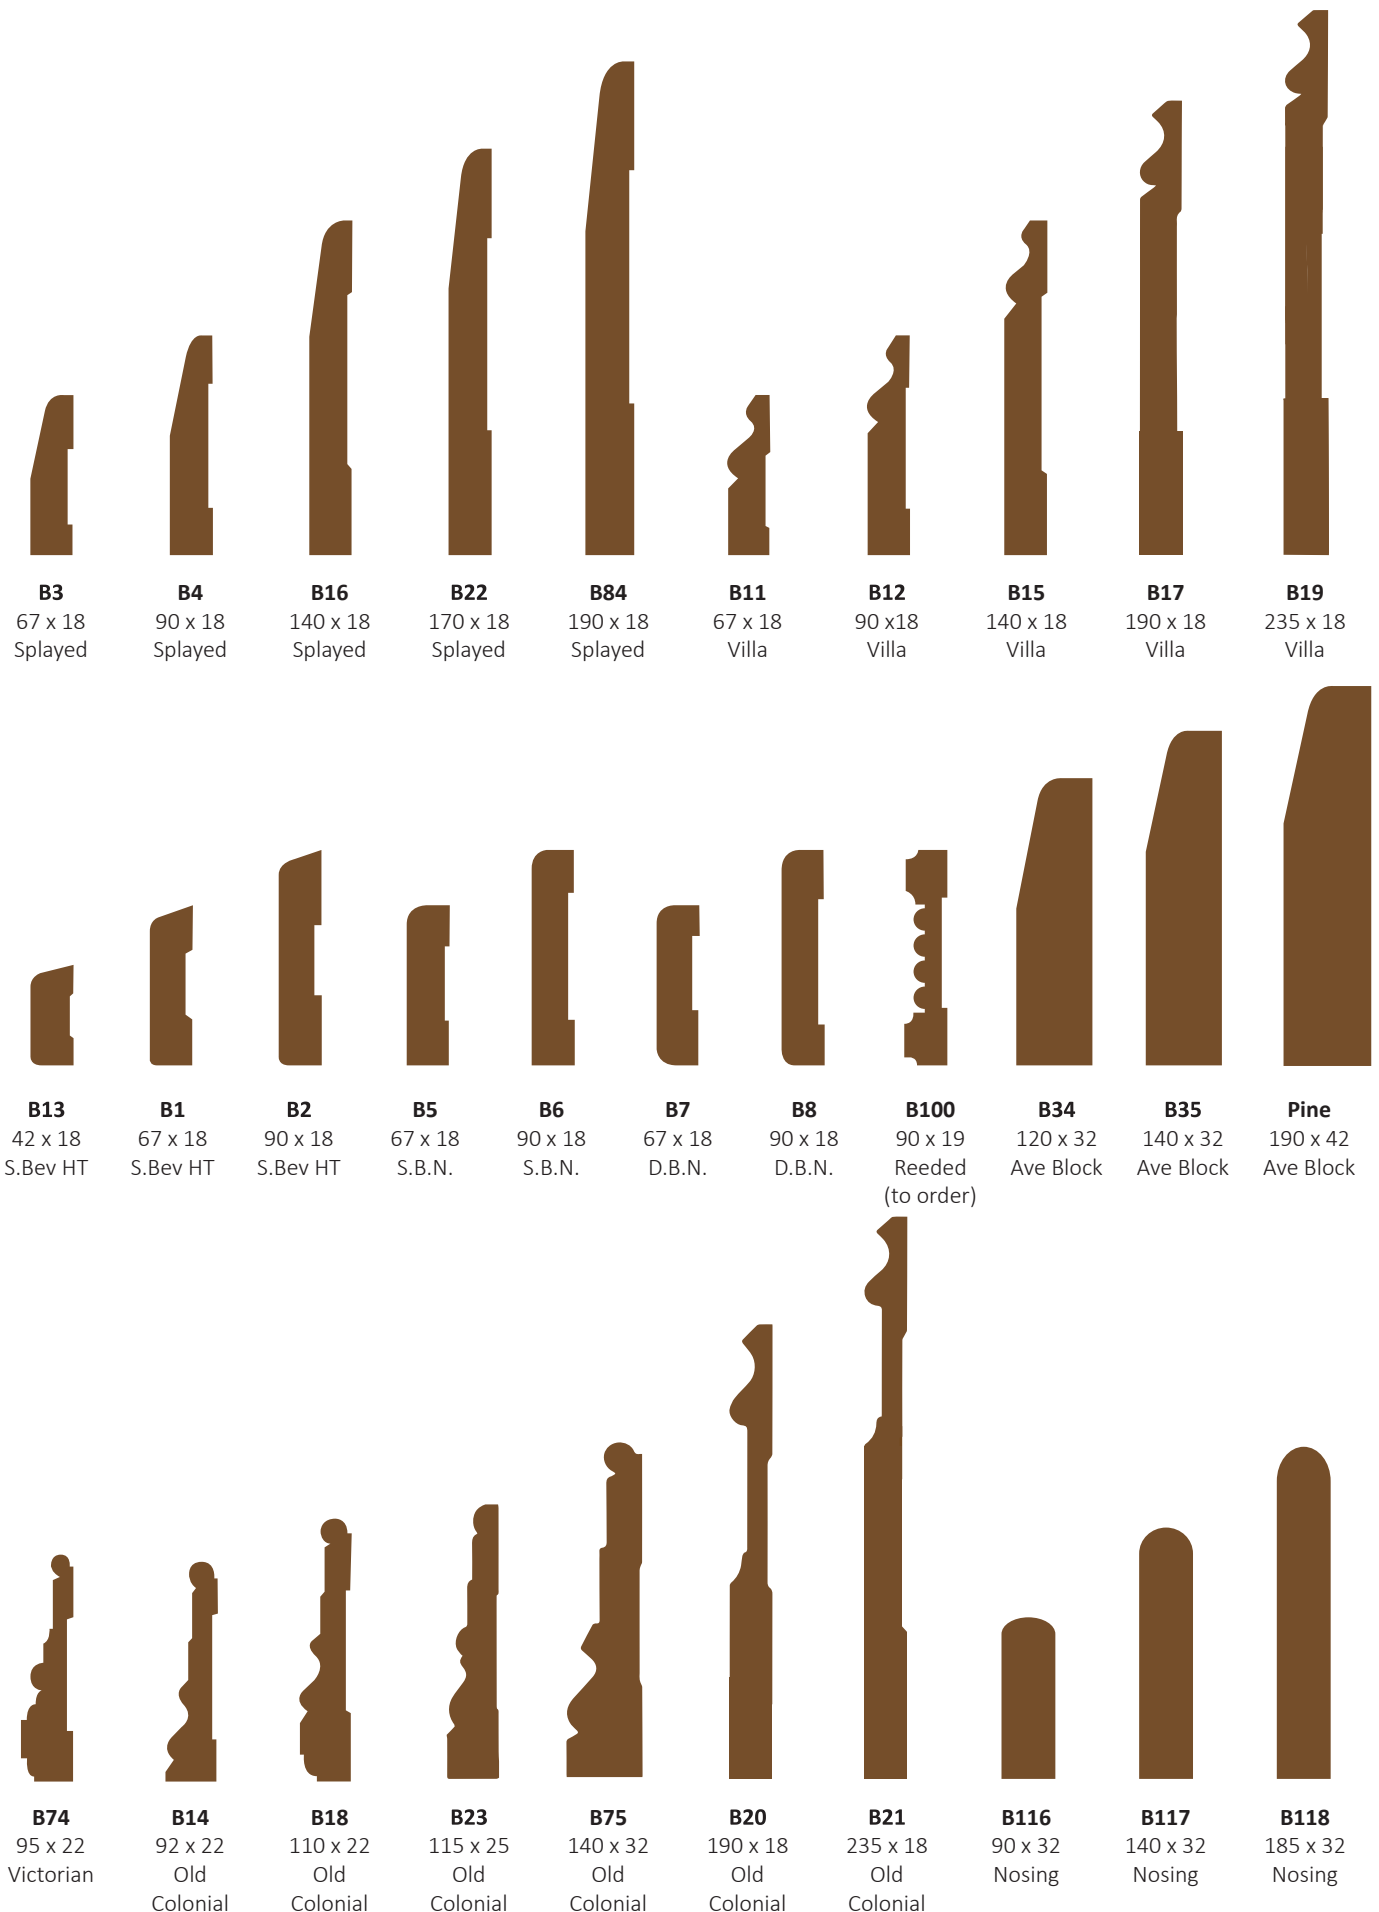 B3
67 x 18
Splayed
B4
90 x 18
Splayed
B16
140 x 18
Splayed
B22
170 x 18
Splayed
B84
190 x 18
Splayed
B11
67 x 18
Villa
B12
90 x18
Villa
B15
140 x 18
Villa
B17
190 x 18
Villa
B19
235 x 18
Villa
B13
42 x 18
S.Bev HT
B1
67 x 18
S.Bev HT
B2
90 x 18
S.Bev HT
B5
67 x 18
S.B.N.
B6
90 x 18
S.B.N.
B7
67 x 18
D.B.N.
B8
90 x 18
D.B.N.
B100
90 x 19
Reeded
(to order)
B34
120 x 32
Ave Block
B35
140 x 32
Ave Block
Pine
190 x 42
Ave Block
B74
95 x 22
Victorian
B14
92 x 22
Old
Colonial
B18
110 x 22
Old
Colonial
B23
115 x 25
Old
Colonial
B75
140 x 32
Old
Colonial
B20
190 x 18
Old
Colonial
B21
235 x 18
Old
Colonial
B116
90 x 32
Nosing
B117
140 x 32
Nosing
B118
185 x 32
Nosing